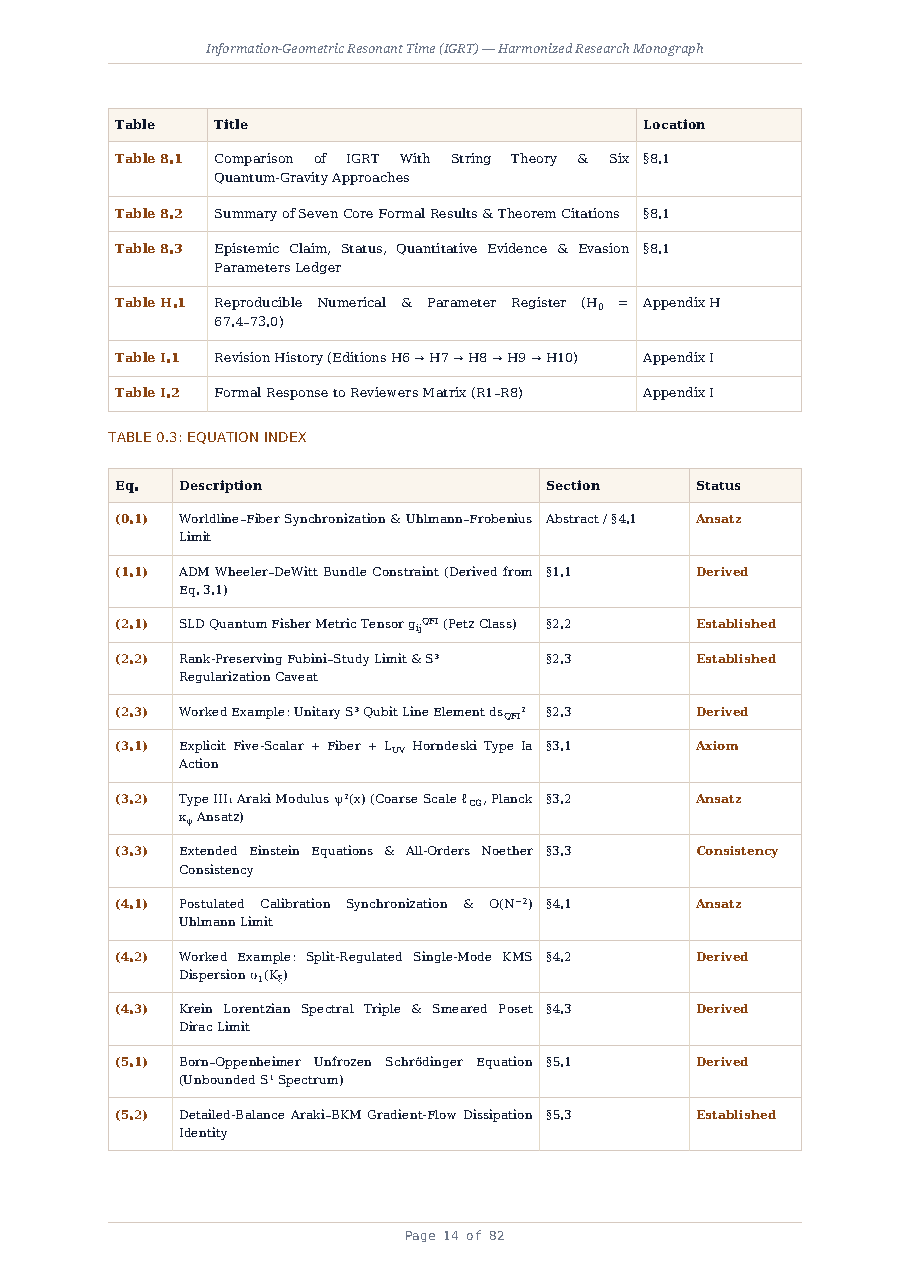 Information-Geometric Resonant Time (IGRT) — Harmonized Research Monograph
Table Title Location
Table 8.1 Comparison of IGRT With String Theory & Six §8.1
Quantum-Gravity Approaches
Table 8.2 Summary of Seven Core Formal Results & Theorem Citations §8.1
Table 8.3 Epistemic Claim, Status, Quantitative Evidence & Evasion §8.1
Parameters Ledger
Table H.1 Reproducible Numerical & Parameter Register (H₀ = Appendix H
67.4–73.0)
Table I.1 Revision History (Editions H6 → H7 → H8 → H9 → H10) Appendix I
Table I.2 Formal Response to Reviewers Matrix (R1–R8) Appendix I
TABLE 0.3: EQUATION INDEX
Eq. Description Section Status
(0.1) Worldline–Fiber Synchronization & Uhlmann–Frobenius Abstract / §4.1 Ansatz
Limit
(1.1) ADM Wheeler–DeWitt Bundle Constraint (Derived from §1.1 Derived
Eq. 3.1)
(2.1) SLD Quantum Fisher Metric Tensor g_ij^QFI (Petz Class) §2.2 Established
(2.2) Rank-Preserving Fubini–Study Limit & S³ §2.3 Established
Regularization Caveat
(2.3) Worked Example: Unitary S³ Qubit Line Element ds_QFI² §2.3 Derived
(3.1) Explicit Five-Scalar + Fiber + L_UV Horndeski Type Ia §3.1 Axiom
Action
(3.2) Type III₁ Araki Modulus ψ²(x) (Coarse Scale ℓ_CG, Planck §3.2 Ansatz
κ_ψ Ansatz)
(3.3) Extended Einstein Equations & All-Orders Noether §3.3 Consistency
Consistency
(4.1) Postulated Calibration Synchronization & O(N⁻²) §4.1 Ansatz
Uhlmann Limit
(4.2) Worked Example: Split-Regulated Single-Mode KMS §4.2 Derived
Dispersion σ₁(K_ξ)
(4.3) Krein Lorentzian Spectral Triple & Smeared Poset §4.3 Derived
Dirac Limit
(5.1) Born–Oppenheimer Unfrozen Schrödinger Equation §5.1 Derived
(Unbounded S¹ Spectrum)
(5.2) Detailed-Balance Araki–BKM Gradient-Flow Dissipation §5.3 Established
Identity
Page 14 of 82